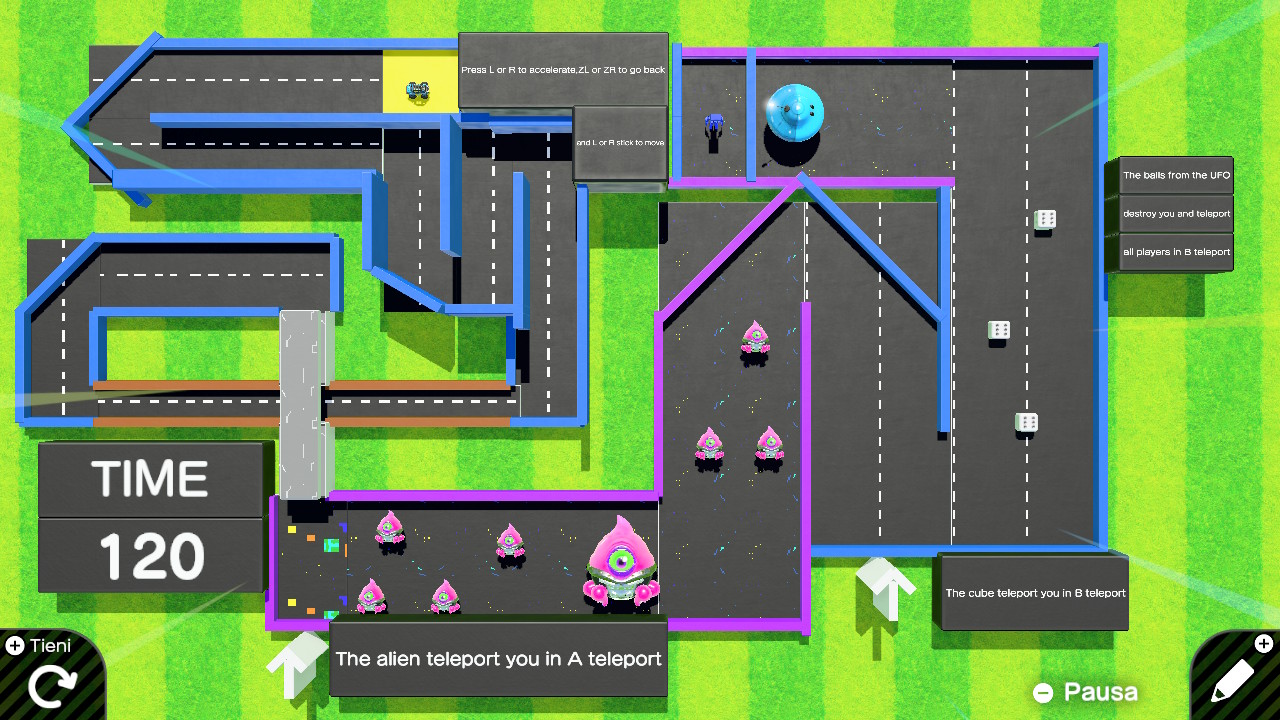 Press L or R to accelerate,ZL or ZR to go back
and L or R stick to move
The balls from the UFO
destroy you and teleport
all players in B teleport
TIME
120
The cube teleport you in B teleport
Tieni
The alien teleport you in A teleport
Pausa